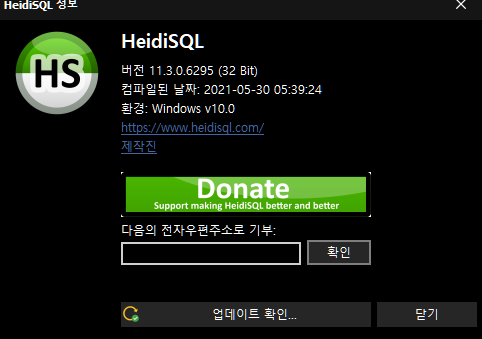 HeidiSQL 정보
HS
HeidiSQL
버전 11.3.0.6295 (32 Bit)
컴파일된 날짜: 2021-05-30 05:39:24
환경: Windows v10.0
https://www.heidisql.com/
제작진
Donate
Support making HeidiSQL better and better
다음의 전자우편주소로 기부:
확인
업데이트 확인...
닫기